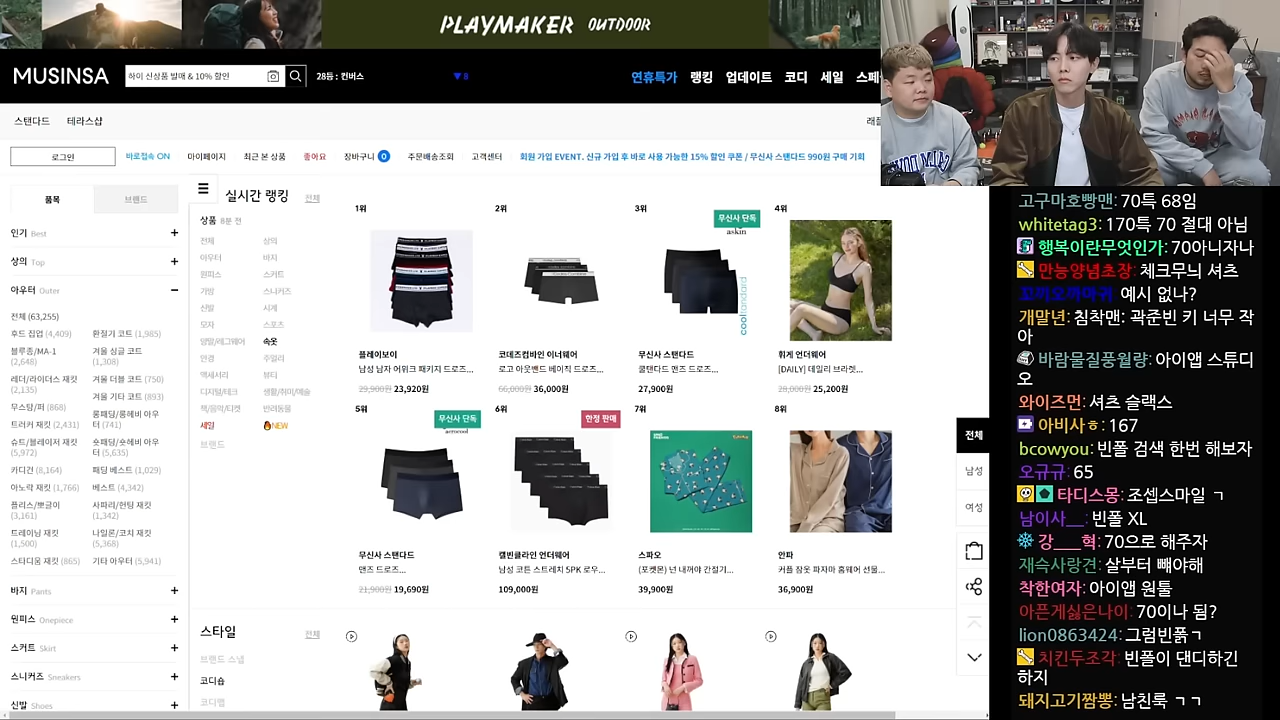 PLAYMAKER OUTDOOR
MUSINSA
하이 신상품 발매 & 10% 할인
28등 : 컨버스
▼ 8
연휴특가 랭킹 업데이트 코디 세일
스탠다드 테라스샵
로그인 바로접속 ON 마이페이지 최근 본 상품 좋아요 장바구니 0 주문배송조회 고객센터 회원 가입 EVENT. 신규 가입 후 바로 사용 가능한 15% 할인 쿠폰 / 무신사 스탠다드 990원 구매 기회
품목 브랜드
인기 Best +
상의 Top +
아우터 Outer −
전체 (63,255)
후드 집업 (4,409) 환절기 코트 (1,985)
블루종/MA-1 (2,648) 겨울 싱글 코트 (1,308)
레더/라이더스 재킷 (2,135) 겨울 더블 코트 (750)
겨울 기타 코트 (893)
무스탕/퍼 (868) 롱패딩/롱헤비 아우터 (741)
트러커 재킷 (2,431)
슈트/블레이저 재킷 (5,972) 숏패딩/숏헤비 아우터 (5,635)
카디건 (8,164) 패딩 베스트 (1,029)
아노락 재킷 (1,766) 베스트 (4,342)
플리스/뽀글이 (3,161) 사파리/헌팅 재킷 (1,342)
트레이닝 재킷 (1,500) 나일론/코치 재킷 (5,368)
스타디움 재킷 (865) 기타 아우터 (5,941)
바지 Pants +
원피스 Onepiece +
스커트 Skirt +
스니커즈 Sneakers +
신발 Shoes +
실시간 랭킹 전체
상품 8분 전
전체 상의
아우터 바지
원피스 스커트
가방 스니커즈
신발 시계
모자 스포츠
양말/레그웨어 속옷
안경 주얼리
액세서리 뷰티
디지털/테크 생활/취미/예술
책/음악/티켓 반려동물
세일 NEW
브랜드
1위 2위 3위 4위
무신사 단독
askin
coolstandard
플레이보이
남성 남자 어위크 패키지 드로즈...
29,900원 23,920원
코데즈컴바인 이너웨어
로고 아웃밴드 베이직 드로즈...
66,000원 36,000원
무신사 스탠다드
쿨탠다드 맨즈 드로즈...
27,900원
휘게 언더웨어
[DAILY] 데일리 브라렛...
28,000원 25,200원
5위 6위 7위 8위
무신사 단독
한정 판매
무신사 스탠다드
맨즈 드로즈...
21,900원 19,690원
캘빈클라인 언더웨어
남성 코튼 스트레치 5PK 로우...
109,000원
스파오
(포켓몬) 넌 내꺼야 간절기...
39,900원
안파
커플 잠옷 파자마 홈웨어 선물...
36,900원
전체
남성
여성
스타일 전체
브랜드 스냅
코디숍
코디맵
고구마호빵맨: 70특 68임
whitetag3: 170특 70 절대 아님
행복이란무엇인가: 70아니자나
만능양념초장: 체크무늬 셔츠
꼬끼오까마귀: 예시 없나?
개말년: 침착맨: 곽준빈 키 너무 작
아
바람물질풍월량: 아이앱 스튜디
오
와이즈먼: 셔츠 슬랙스
아비사ㅎ: 167
bcowyou: 빈폴 검색 한번 해보자
오규규: 65
타디스몽: 조셉스마일 ㄱ
남이사__: 빈폴 XL
강___혁: 70으로 해주자
재슥사랑견: 살부터 빼야해
착한여자: 아이앱 원툴
아픈게싫은나이: 70이나 됨?
lion0863424: 그럼빈폵ㄱ
치킨두조각: 빈폴이 댄디하긴
하지
돼지고기짬뽕: 남친룩 ㄱㄱ